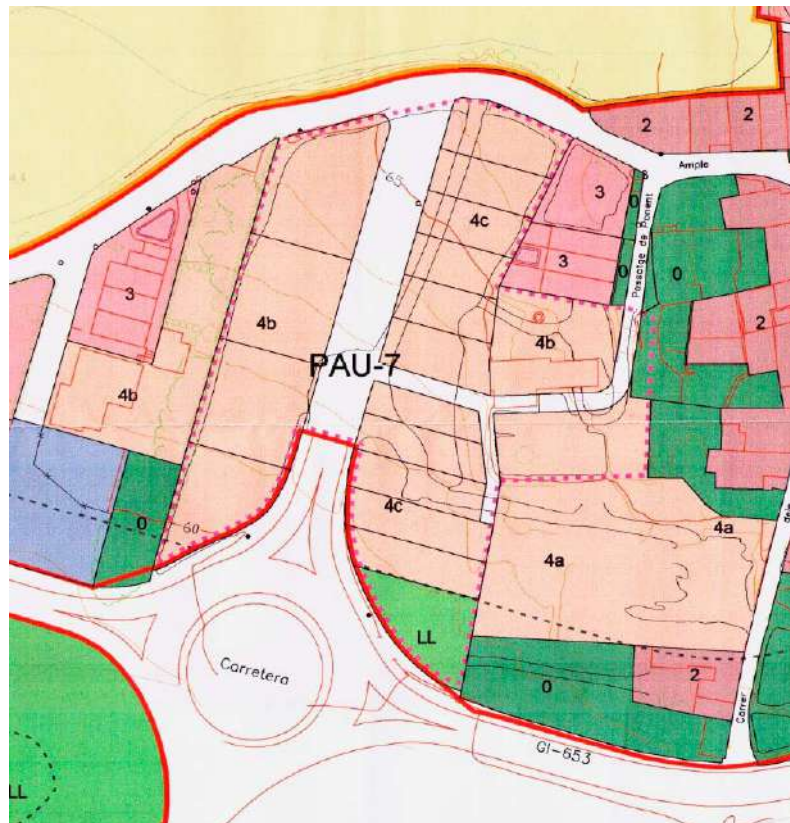 2
2
Ample
65
3
0
4c
Passatge de Ponent
3
0
0
3
4b
4b
2
PAU-7
4b
4c
0
60
4a
4a
LL
0
2
Carretera
Carrer
GI-653
LL